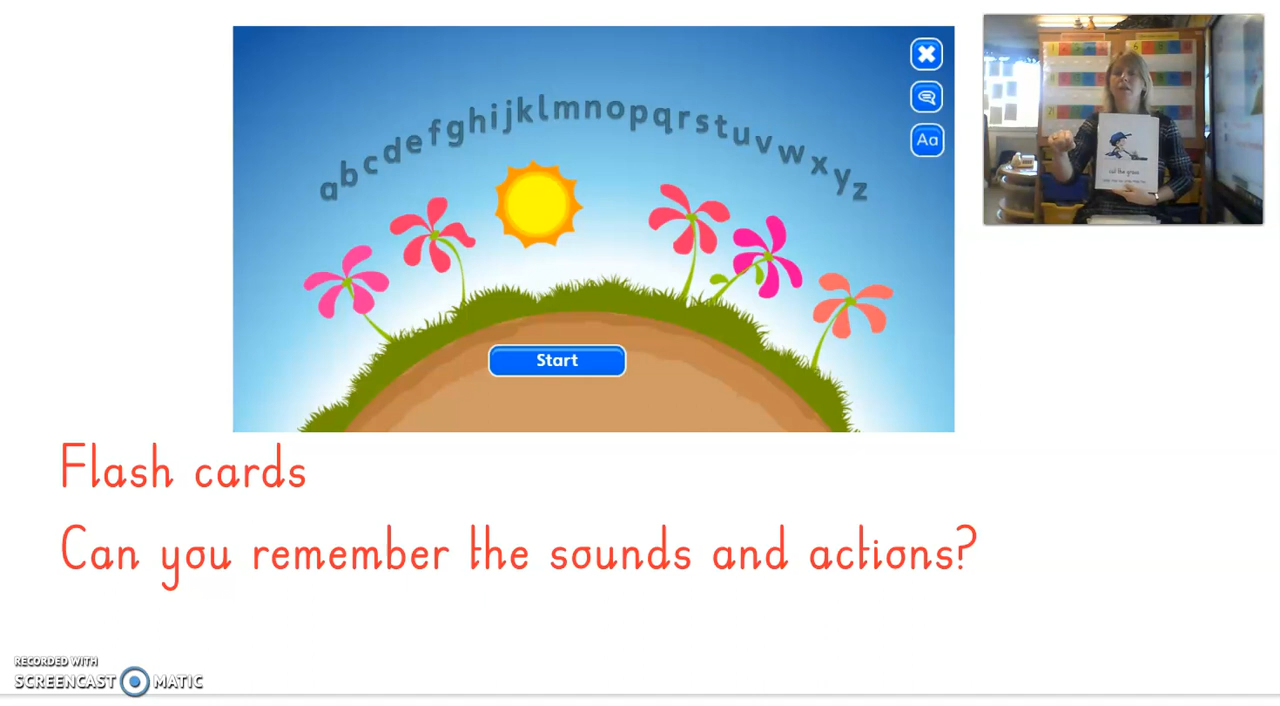 abcdefghijklmnopqrstuvwxyz
Aa
Start
Flash cards
Can you remember the sounds and actions?
RECORDED WITH
SCREENCAST MATIC